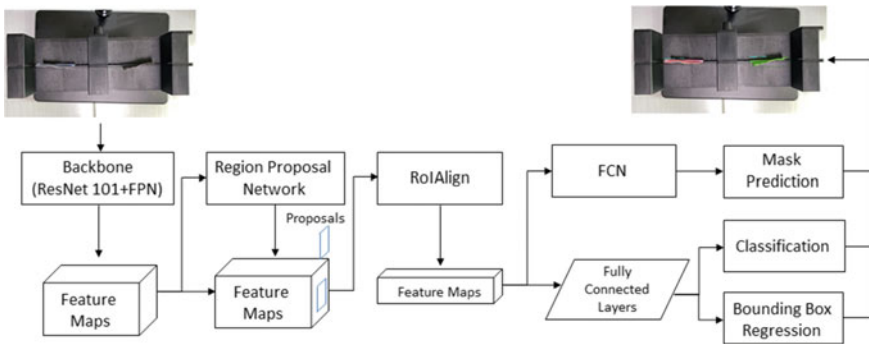 Backbone
(ResNet 101+FPN)
Region Proposal
Network
RoIAlign
FCN
Mask
Prediction
Proposals
Feature
Maps
Feature
Maps
Feature Maps
Fully
Connected
Layers
Classification
Bounding Box
Regression